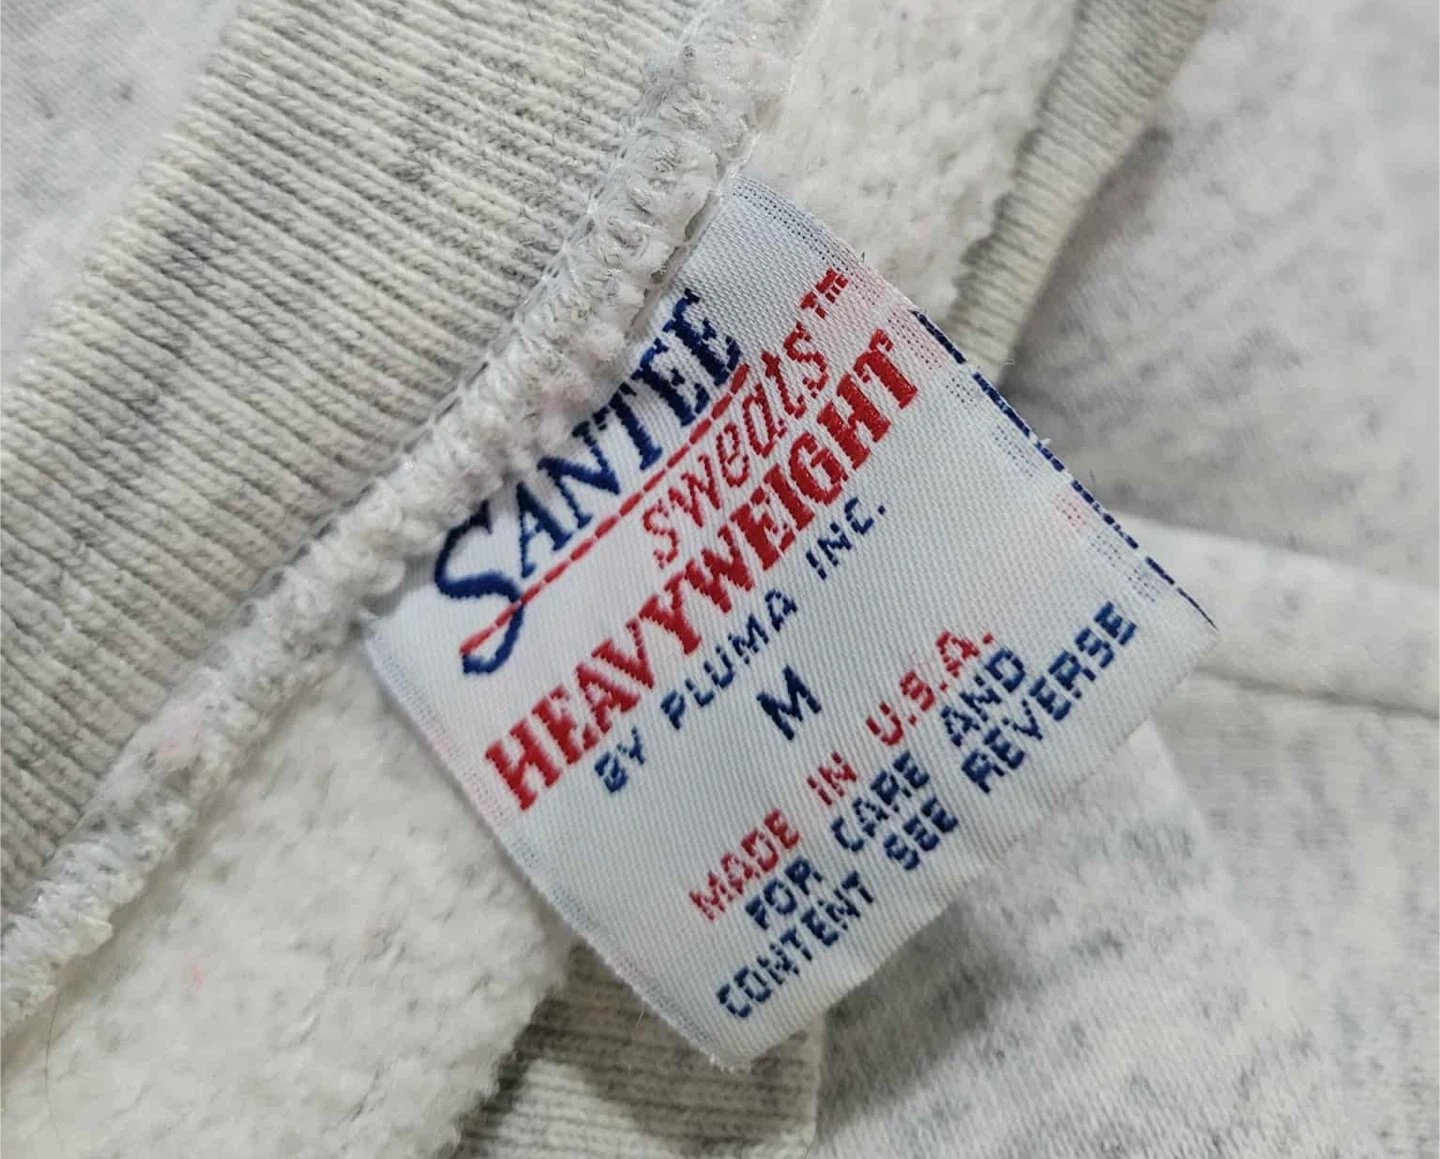 SANTEE
sweats™
HEAVYWEIGHT
BY PLUMA INC.
M
MADE IN U.S.A.
FOR CARE AND
CONTENT SEE REVERSE